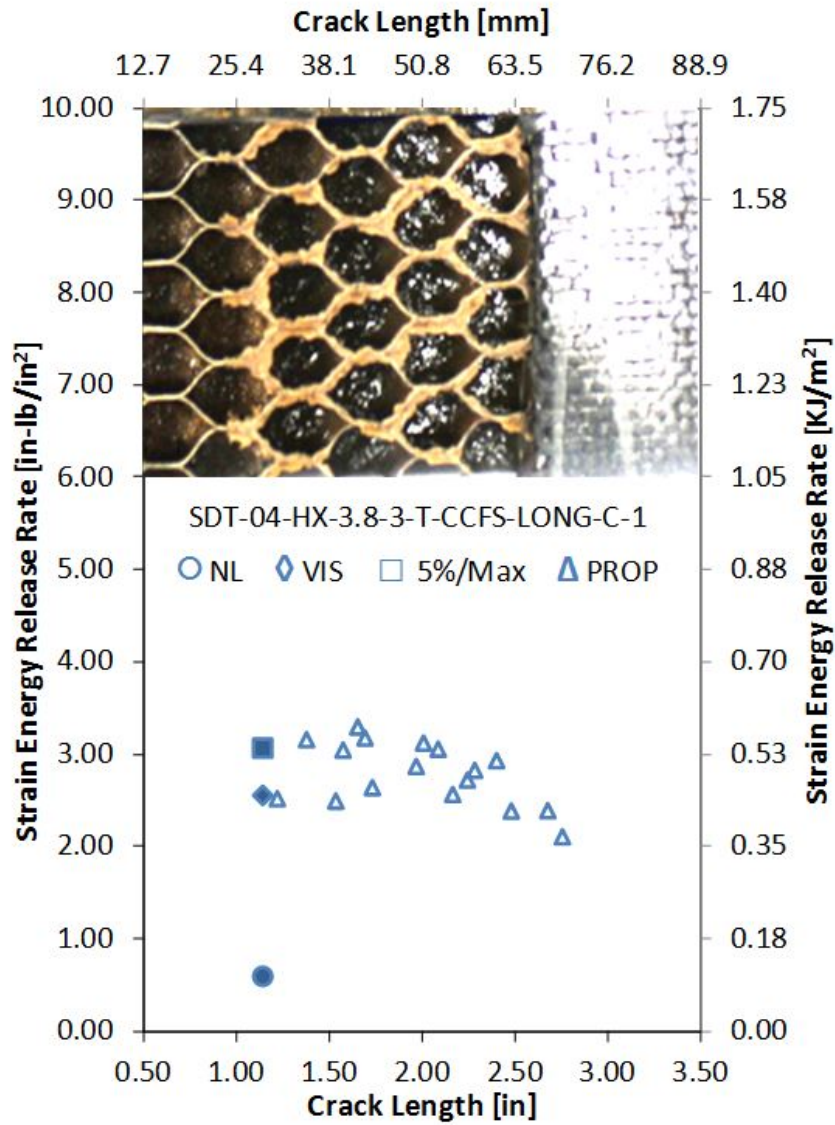 Crack Length [mm]
12.7 25.4 38.1 50.8 63.5 76.2 88.9
10.00 1.75
9.00 1.58
8.00 1.40
7.00 1.23
6.00 1.05
SDT-04-HX-3.8-3-T-CCFS-LONG-C-1
NL VIS 5%/Max PROP
5.00 0.88
4.00 0.70
3.00 0.53
2.00 0.35
1.00 0.18
0.00 0.00
Strain Energy Release Rate [in-lb/in²]
Strain Energy Release Rate [KJ/m²]
0.50 1.00 1.50 2.00 2.50 3.00 3.50
Crack Length [in]